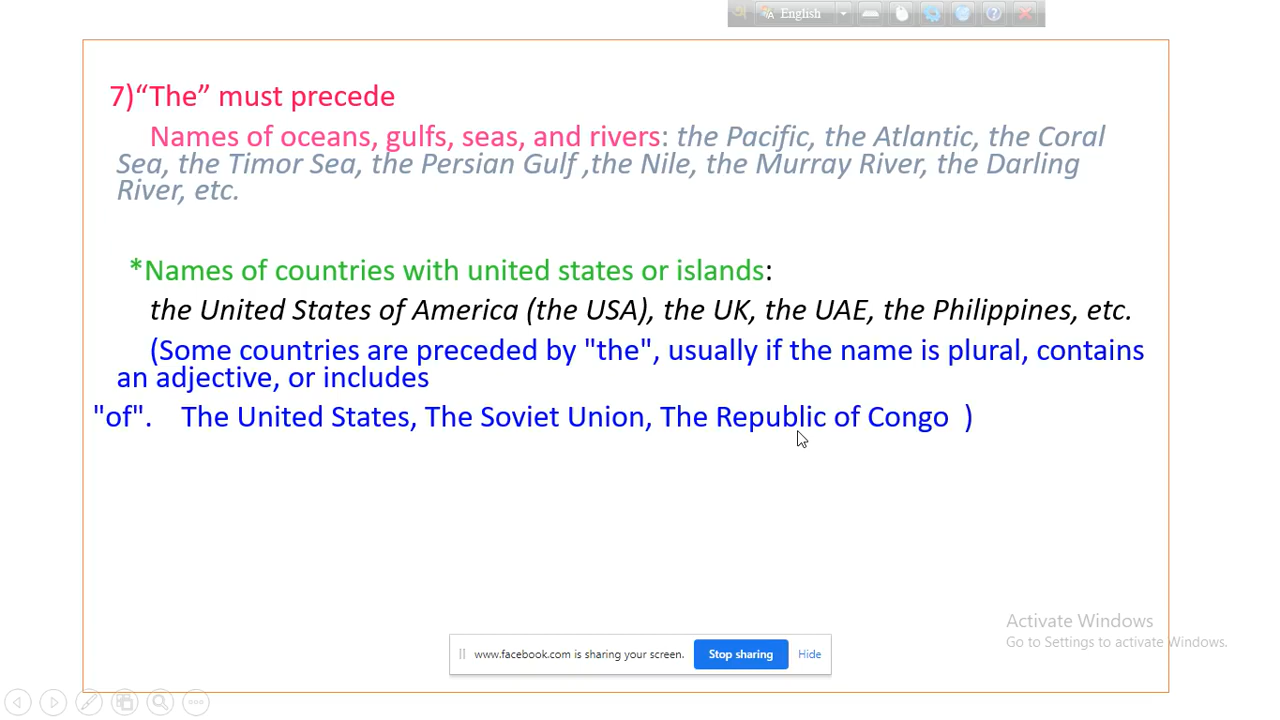 English
7)“The” must precede
Names of oceans, gulfs, seas, and rivers: the Pacific, the Atlantic, the Coral
Sea, the Timor Sea, the Persian Gulf ,the Nile, the Murray River, the Darling
River, etc.
*Names of countries with united states or islands:
the United States of America (the USA), the UK, the UAE, the Philippines, etc.
(Some countries are preceded by "the", usually if the name is plural, contains
an adjective, or includes
"of". The United States, The Soviet Union, The Republic of Congo )
Activate Windows
Go to Settings to activate Windows.
www.facebook.com is sharing your screen. Stop sharing Hide